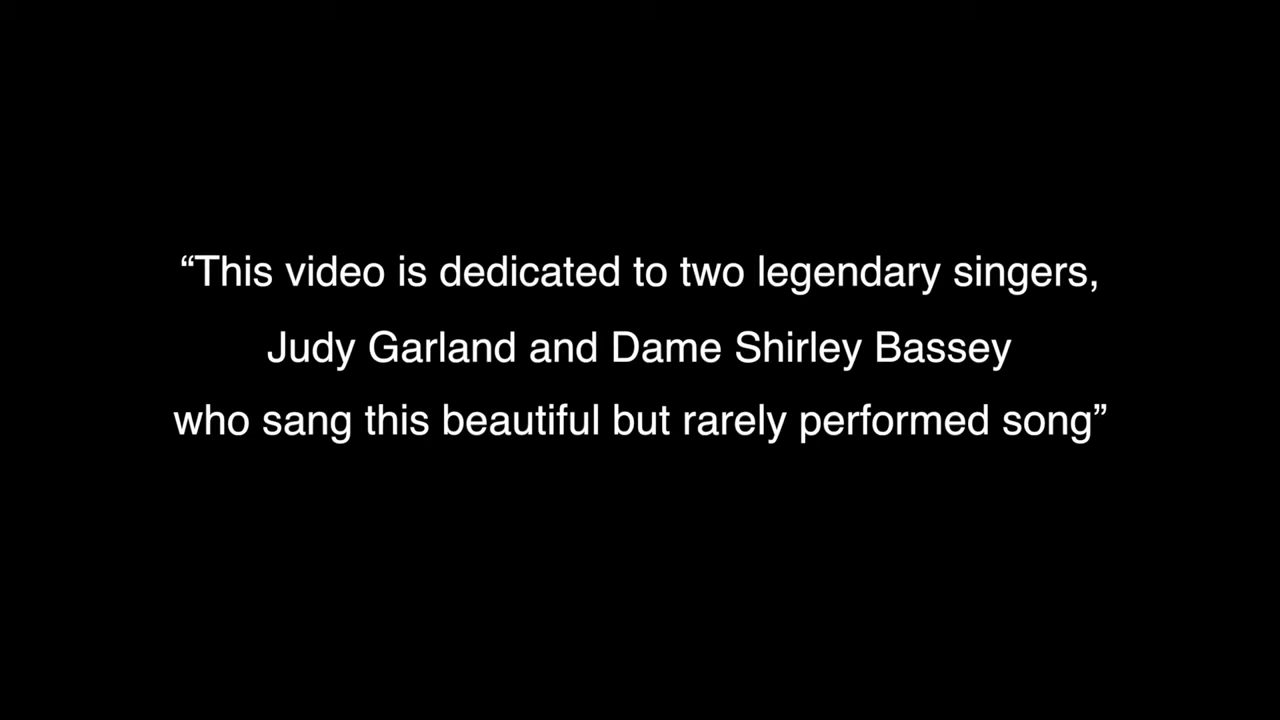 “This video is dedicated to two legendary singers,
Judy Garland and Dame Shirley Bassey
who sang this beautiful but rarely performed song”